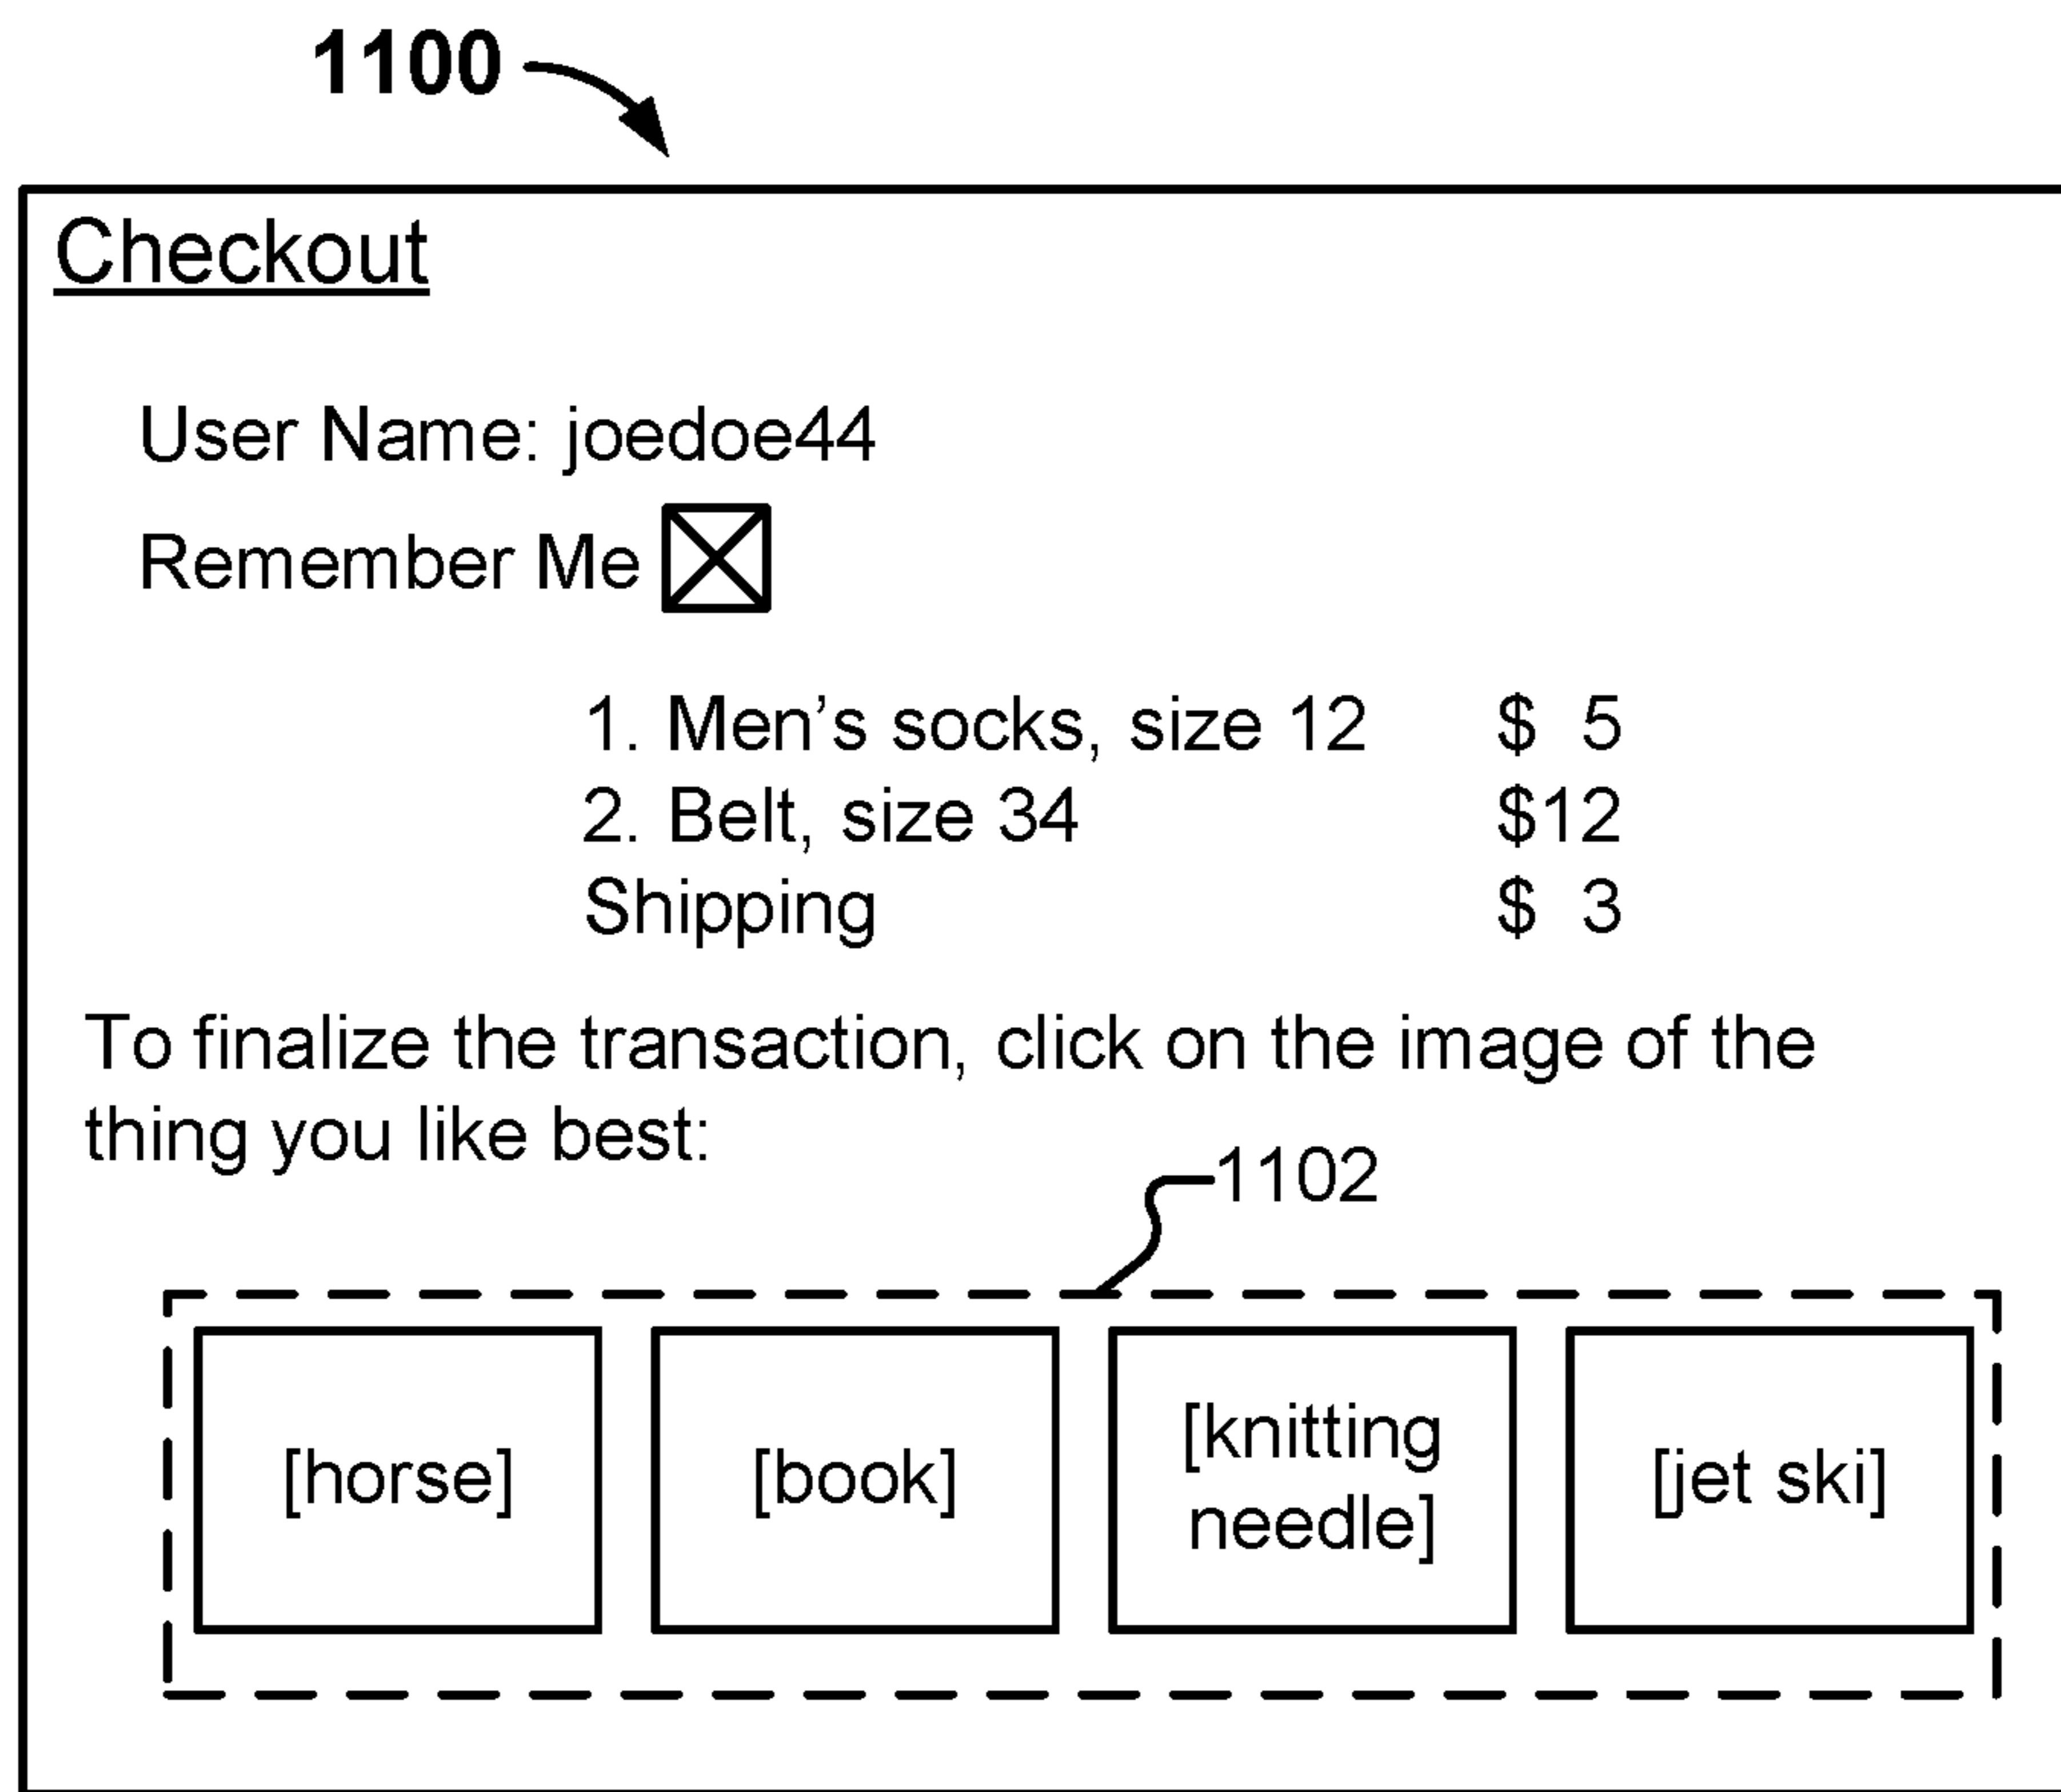 1100
Checkout
User Name: joedoe44
Remember Me
1. Men’s socks, size 12 $ 5
2. Belt, size 34 $12
Shipping $ 3
To finalize the transaction, click on the image of the
thing you like best:
1102
[horse] [book] [knitting needle] [jet ski]